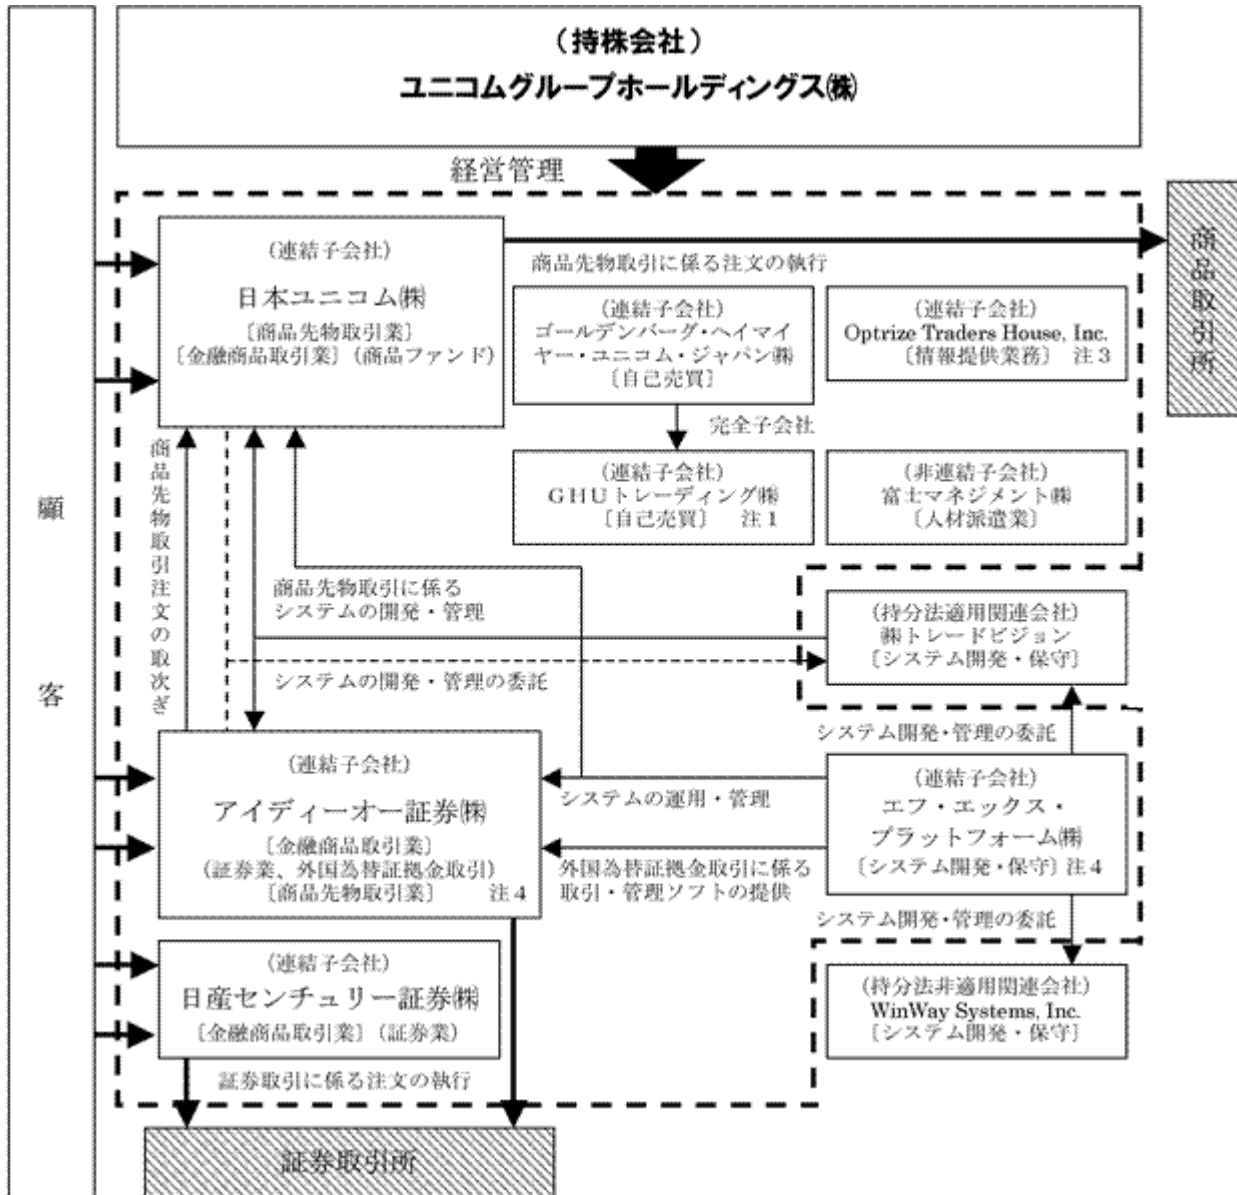 （持株会社）
ユニコムグループホールディングス㈱
経営管理
顧客
商品取引所
(連結子会社)
日本ユニコム㈱
〔商品先物取引業〕
〔金融商品取引業〕(商品ファンド)
商品先物取引に係る注文の執行
(連結子会社)
ゴールデンバーグ・ヘイマイ
ヤー・ユニコム・ジャパン㈱
〔自己売買〕
(連結子会社)
Optrize Traders House, Inc.
〔情報提供業務〕 注３
完全子会社
(連結子会社)
ＧＨＵトレーディング㈱
〔自己売買〕 注１
(非連結子会社)
富士マネジメント㈱
〔人材派遣業〕
商品先物取引注文の取次ぎ
商品先物取引に係る
システムの開発・管理
(持分法適用関連会社)
㈱トレードビジョン
〔システム開発・保守〕
システムの開発・管理の委託
システム開発・管理の委託
(連結子会社)
アイディーオー証券㈱
〔金融商品取引業〕
(証券業、外国為替証拠金取引)
〔商品先物取引業〕 注４
システムの運用・管理
外国為替証拠金取引に係る
取引・管理ソフトの提供
(連結子会社)
エフ・エックス・
プラットフォーム㈱
〔システム開発・保守〕注４
システム開発・管理の委託
(連結子会社)
日産センチュリー証券㈱
〔金融商品取引業〕(証券業)
(持分法非適用関連会社)
WinWay Systems, Inc.
〔システム開発・保守〕
証券取引に係る注文の執行
証券取引所